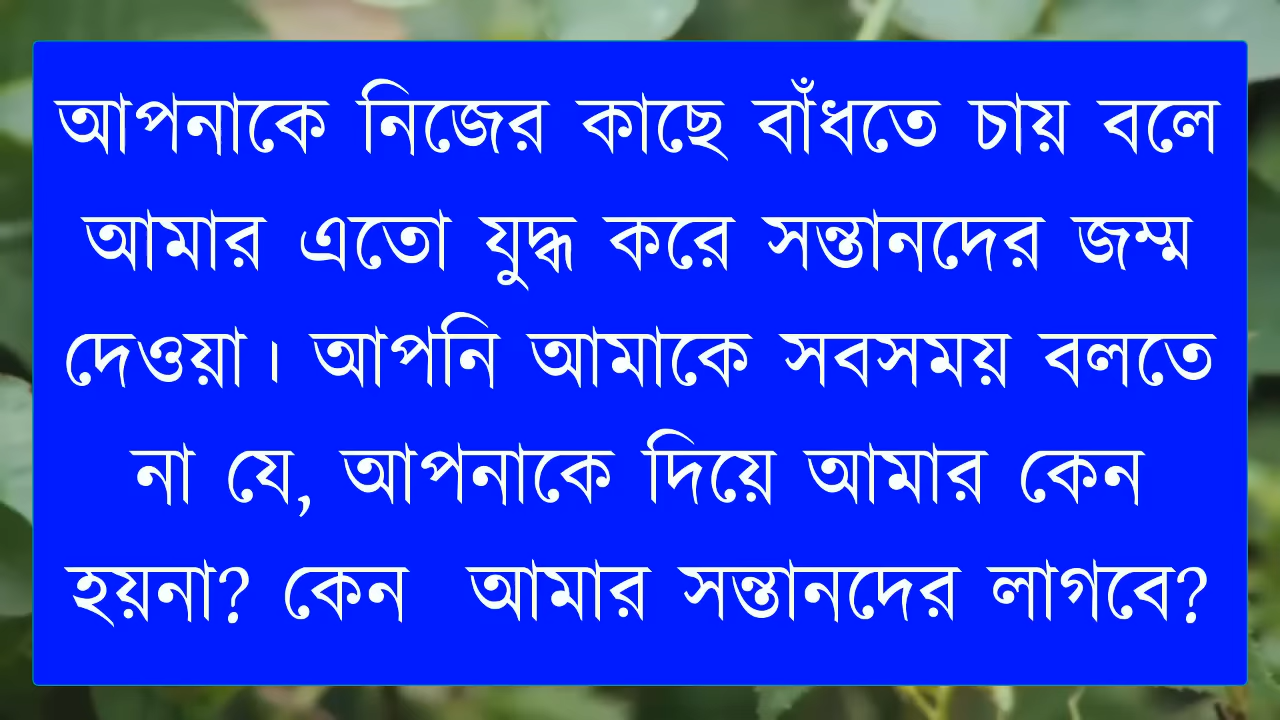 আপনাকে নিজের কাছে বাঁধতে চায় বলে
আমার এতো যুদ্ধ করে সন্তানদের জম্ম
দেওয়া। আপনি আমাকে সবসময় বলতে
না যে, আপনাকে দিয়ে আমার কেন
হয়না? কেন  আমার সন্তানদের লাগবে?